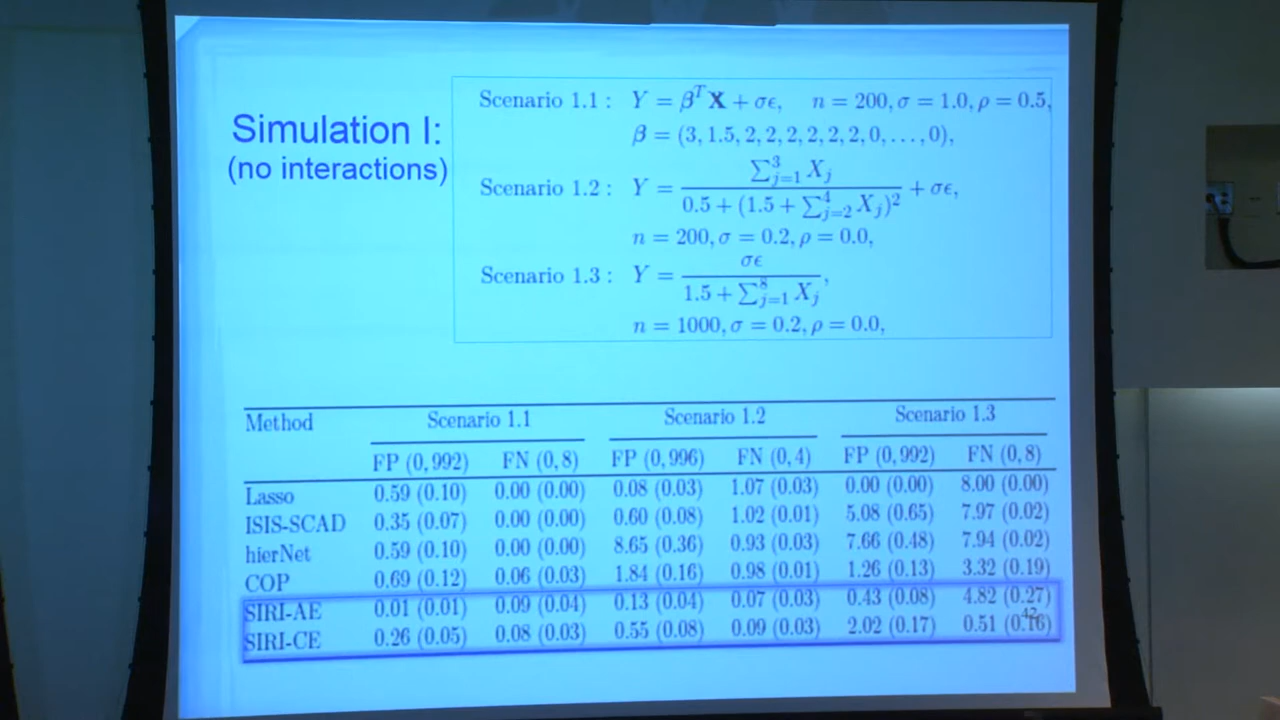 Simulation I:
(no interactions)
Scenario 1.1 : Y = β^T X + σϵ, n = 200, σ = 1.0, ρ = 0.5,
β = (3, 1.5, 2, 2, 2, 2, 2, 2, 0, . . . , 0),
Scenario 1.2 : Y = \frac{∑_{j=1}^3 X_j}{0.5 + (1.5 + ∑_{j=2}^4 X_j)^2} + σϵ,
n = 200, σ = 0.2, ρ = 0.0,
Scenario 1.3 : Y = \frac{σϵ}{1.5 + ∑_{j=1}^8 X_j},
n = 1000, σ = 0.2, ρ = 0.0,
Method Scenario 1.1 Scenario 1.2 Scenario 1.3
FP (0, 992) FN (0, 8) FP (0, 996) FN (0, 4) FP (0, 992) FN (0, 8)
Lasso 0.59 (0.10) 0.00 (0.00) 0.08 (0.03) 1.07 (0.03) 0.00 (0.00) 8.00 (0.00)
ISIS-SCAD 0.35 (0.07) 0.00 (0.00) 0.60 (0.08) 1.02 (0.01) 5.08 (0.65) 7.97 (0.02)
hierNet 0.59 (0.10) 0.00 (0.00) 8.65 (0.36) 0.93 (0.03) 7.66 (0.48) 7.94 (0.02)
COP 0.69 (0.12) 0.06 (0.03) 1.84 (0.16) 0.98 (0.01) 1.26 (0.13) 3.32 (0.19)
SIRI-AE 0.01 (0.01) 0.09 (0.04) 0.13 (0.04) 0.07 (0.03) 0.43 (0.08) 4.82 (0.27)
SIRI-CE 0.26 (0.05) 0.08 (0.03) 0.55 (0.08) 0.09 (0.03) 2.02 (0.17) 0.51 (0.16)